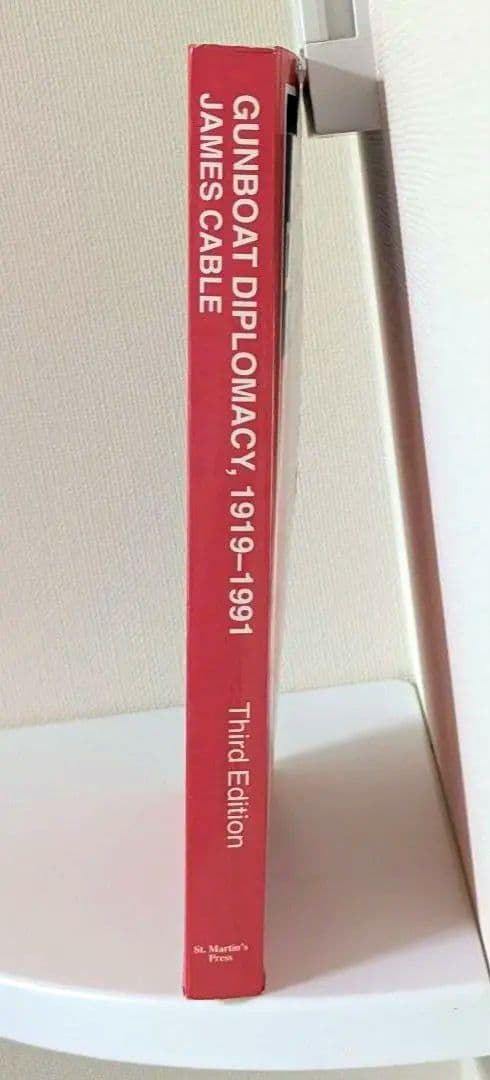 GUNBOAT DIPLOMACY, 1919–1991 Third Edition
JAMES CABLE
St. Martin's
Press